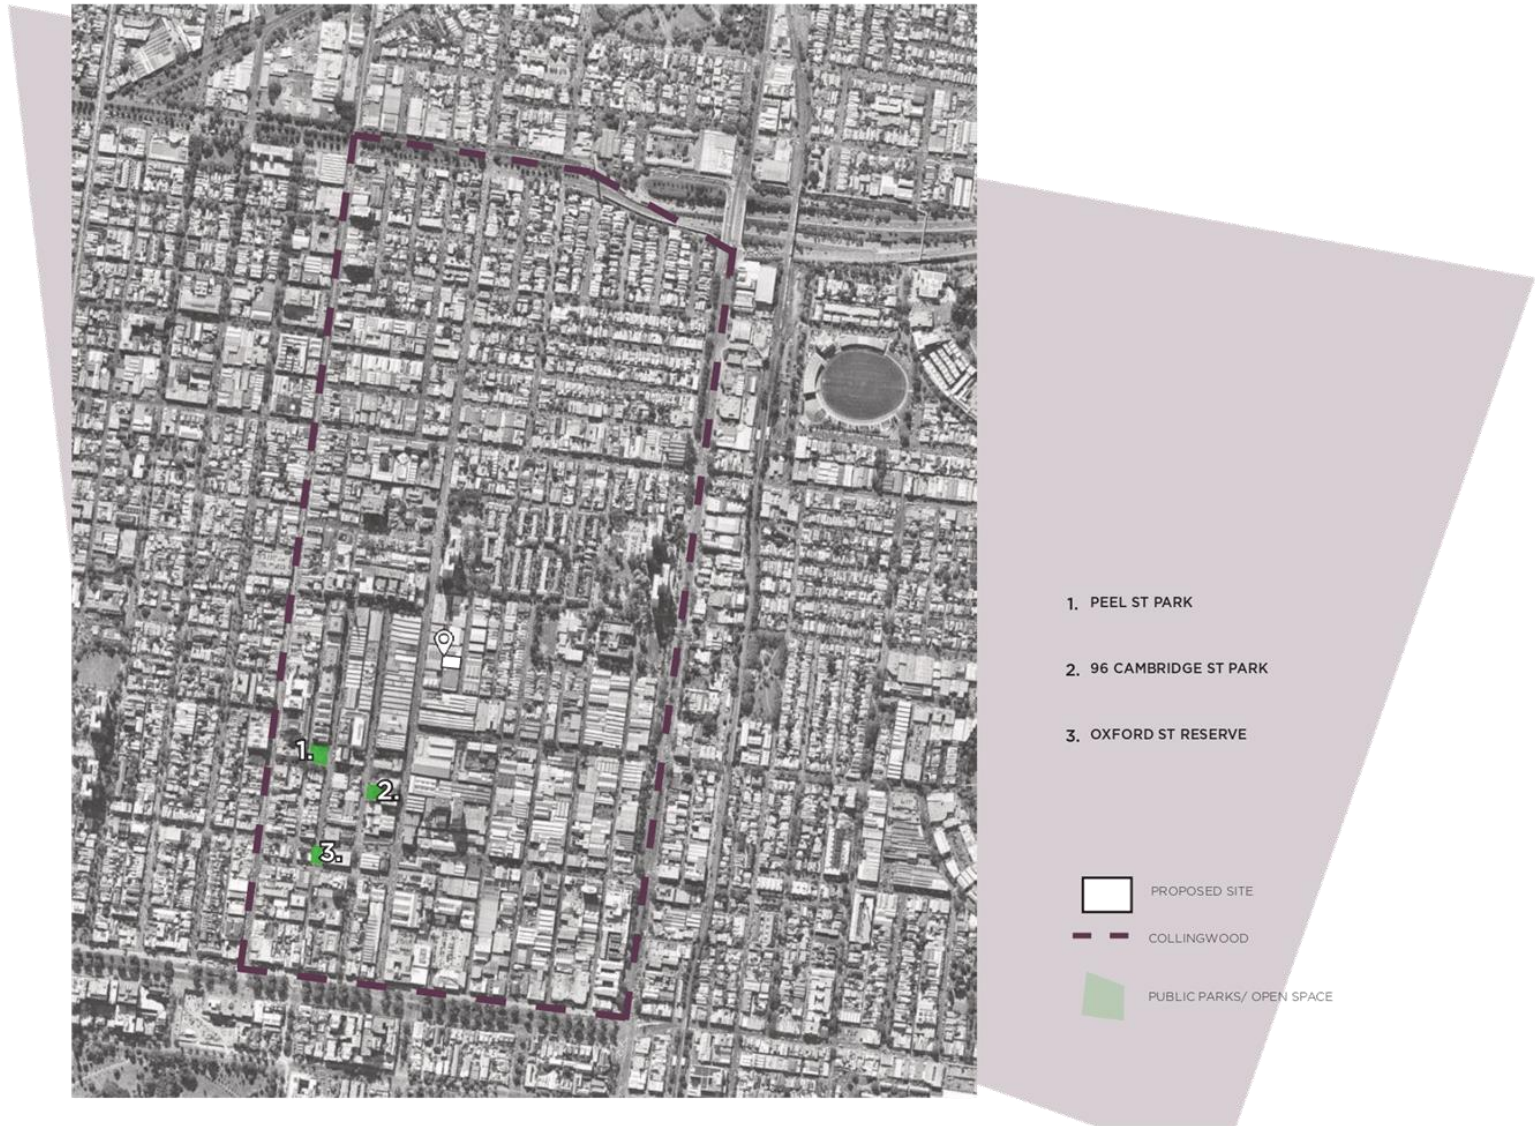 1.
2.
3.
1. PEEL ST PARK
2. 96 CAMBRIDGE ST PARK
3. OXFORD ST RESERVE
PROPOSED SITE
COLLINGWOOD
PUBLIC PARKS/ OPEN SPACE